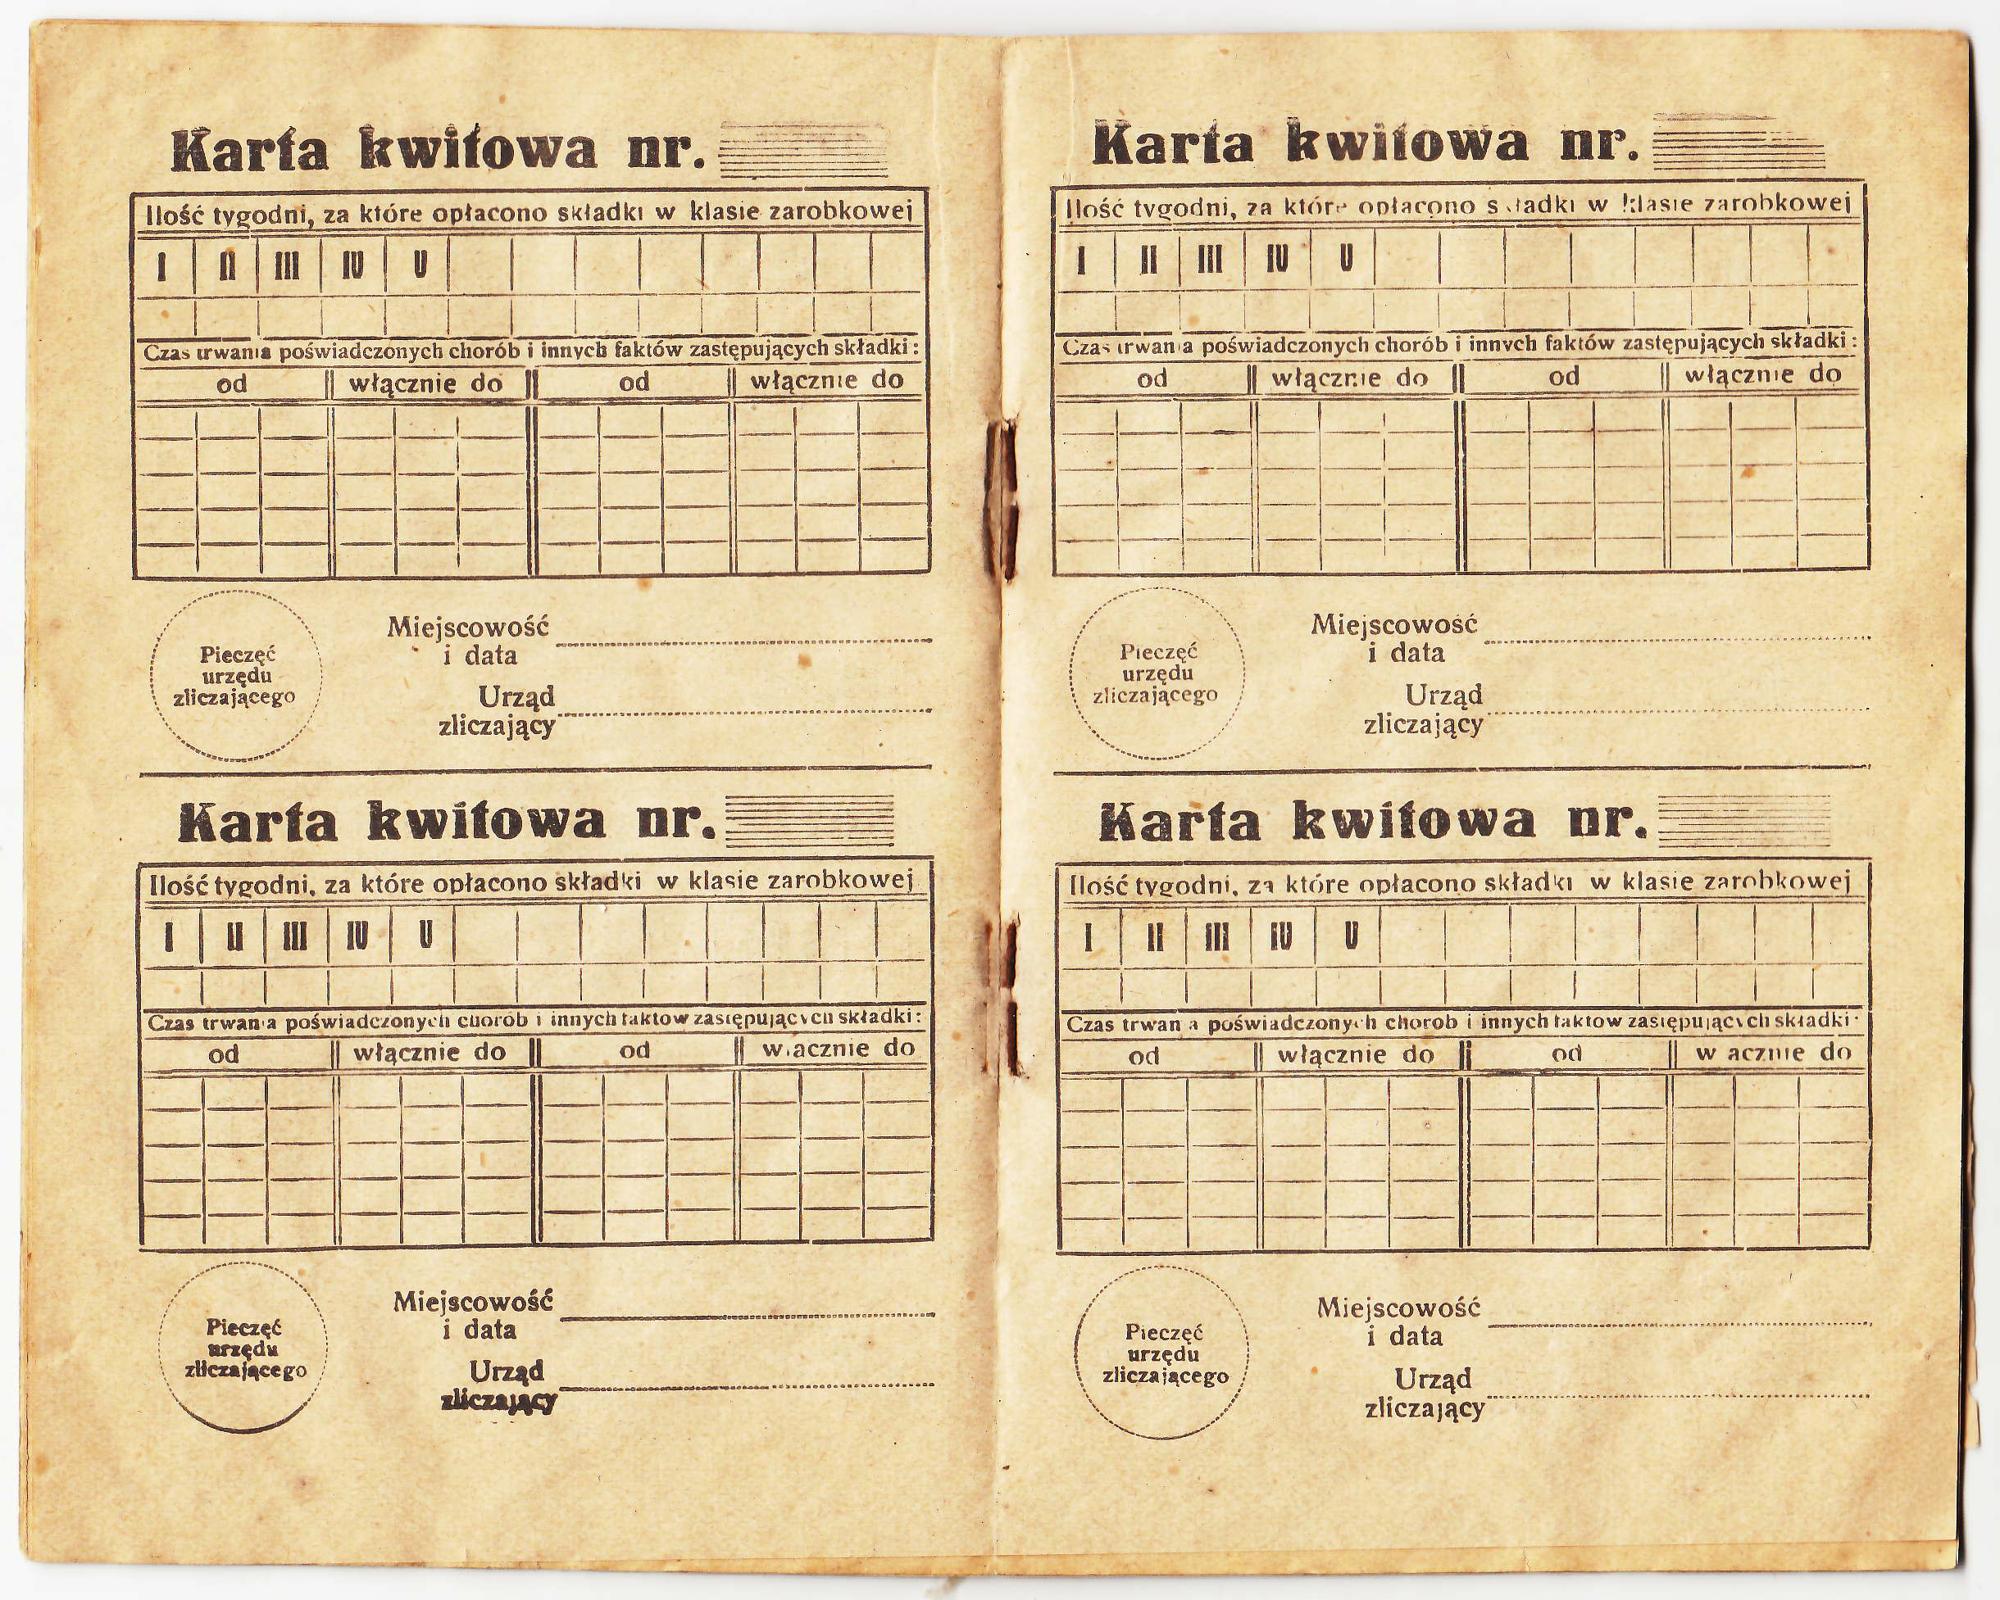 Karta kwitowa nr.
Ilość tygodni, za które opłacono składki w klasie zarobkowej
I II III IV V
Czas trwania poświadczonych chorób i innych faktów zastępujących składki:
od włącznie do od włącznie do
Pieczęć
urzędu
zliczającego
Miejscowość
i data
Urząd
zliczający
Karta kwitowa nr.
Ilość tygodni, za które opłacono składki w klasie zarobkowej
I II III IV V
Czas trwania poświadczonych chorób i innych faktów zastępujących składki:
od włącznie do od włącznie do
Pieczęć
urzędu
zliczającego
Miejscowość
i data
Urząd
zliczający
Karta kwitowa nr.
Ilość tygodni, za które opłacono składki w klasie zarobkowej
I II III IV V
Czas trwania poświadczonych chorób i innych faktów zastępujących składki:
od włącznie do od włącznie do
Pieczęć
urzędu
zliczającego
Miejscowość
i data
Urząd
zliczający
Karta kwitowa nr.
Ilość tygodni, za które opłacono składki w klasie zarobkowej
I II III IV V
Czas trwania poświadczonych chorób i innych faktów zastępujących składki:
od włącznie do od włącznie do
Pieczęć
urzędu
zliczającego
Miejscowość
i data
Urząd
zliczający